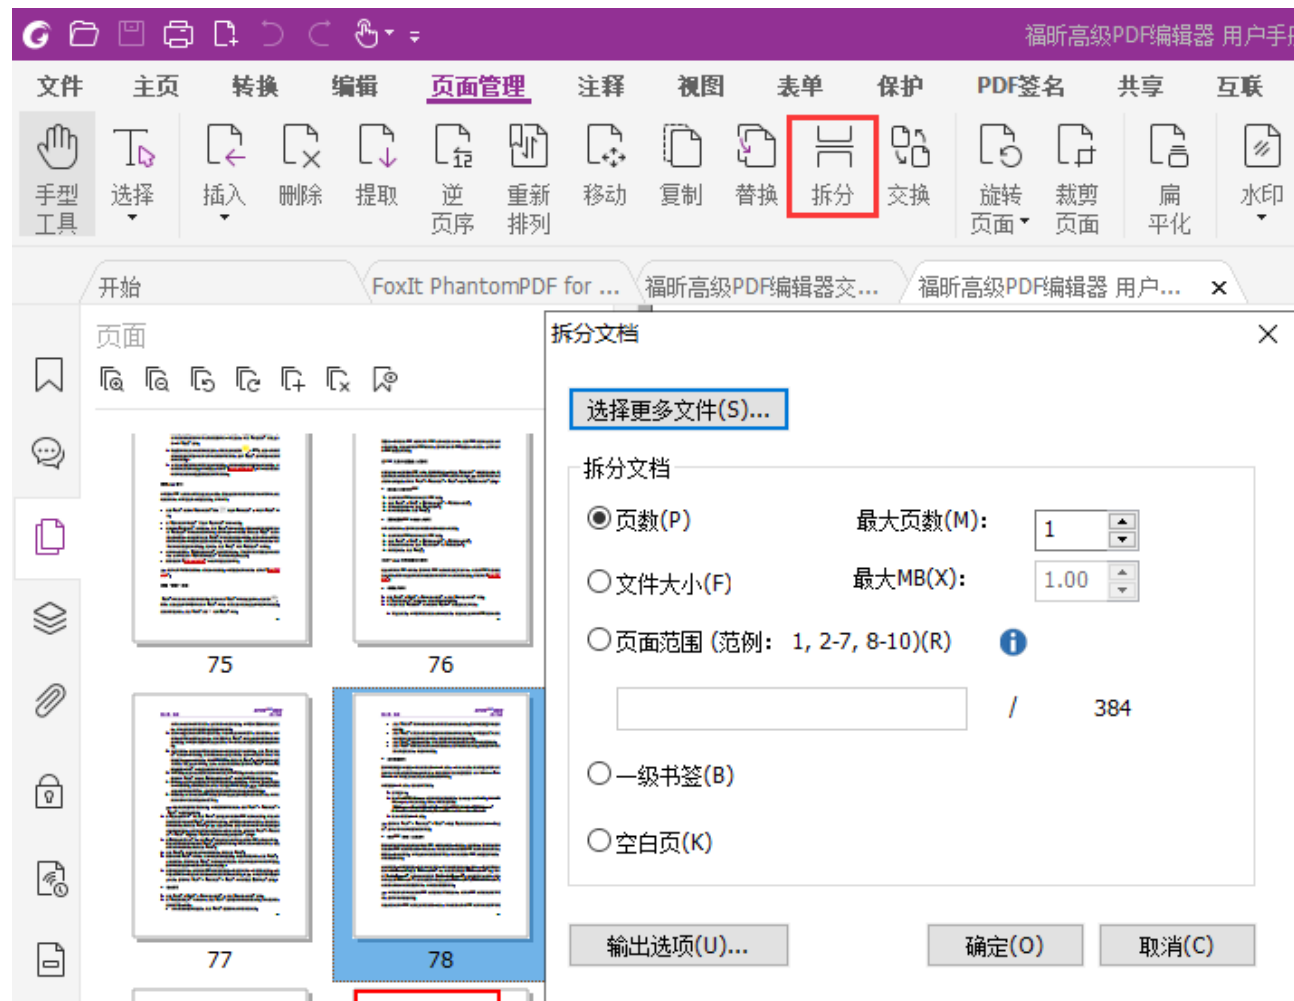 福昕高级PDF编辑器 用户手册
文件 主页 转换 编辑 页面管理 注释 视图 表单 保护 PDF签名 共享 互联
手型工具 选择 插入 删除 提取 逆页序 重新排列 移动 复制 替换 拆分 交换 旋转页面 裁剪页面 扁平化 水印
开始 FoxIt PhantomPDF for ... 福昕高级PDF编辑器交... 福昕高级PDF编辑器 用户... ×
页面
75 76
77 78
拆分文档
选择更多文件(S)...
拆分文档
页数(P) 最大页数(M): 1
文件大小(F) 最大MB(X): 1.00
页面范围 (范例: 1, 2-7, 8-10)(R)
/ 384
一级书签(B)
空白页(K)
输出选项(U)... 确定(O) 取消(C)